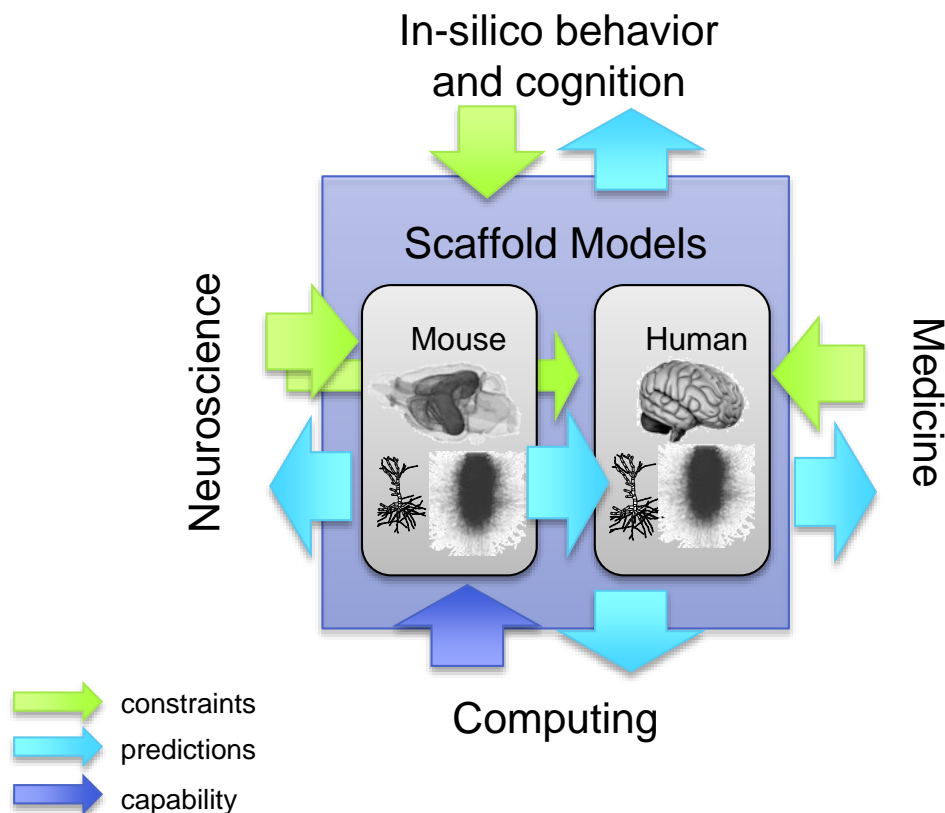 In-silico behavior
and cognition
Scaffold Models
Neuroscience
Mouse
Human
Medicine
Computing
constraints
predictions
capability